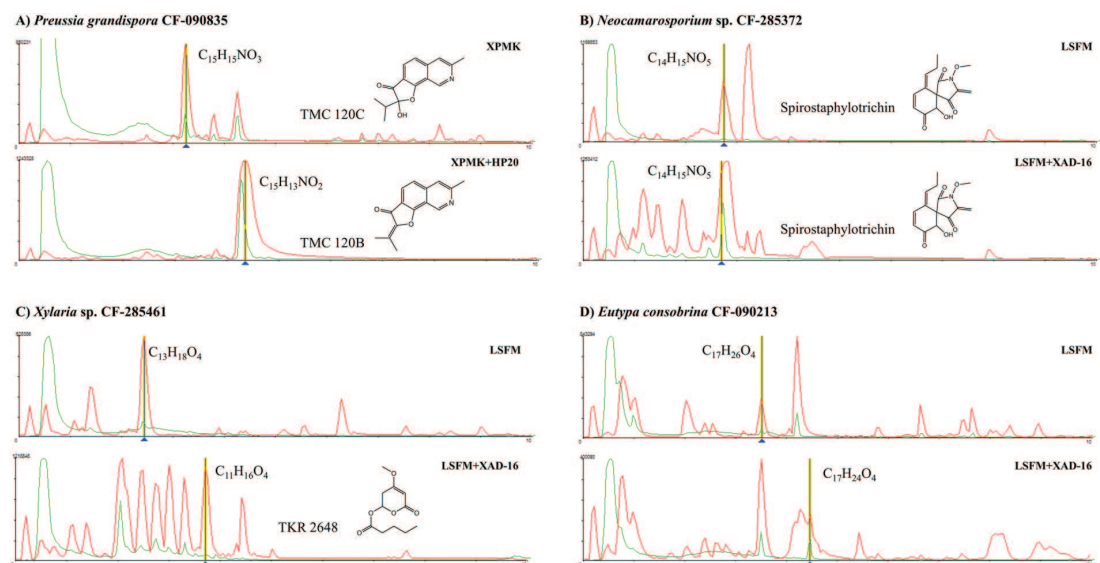 A) Preussia grandispora CF-090835
XPMK
C15H15NO3
TMC 120C
XPMK+HP20
C15H13NO2
TMC 120B
B) Neocamarosporium sp. CF-285372
LSFM
C14H15NO5
Spirostaphylotrichin
LSFM+XAD-16
C14H15NO5
Spirostaphylotrichin
C) Xylaria sp. CF-285461
LSFM
C13H18O4
LSFM+XAD-16
C11H16O4
TKR 2648
D) Eutypa consobrina CF-090213
LSFM
C17H26O4
LSFM+XAD-16
C17H24O4